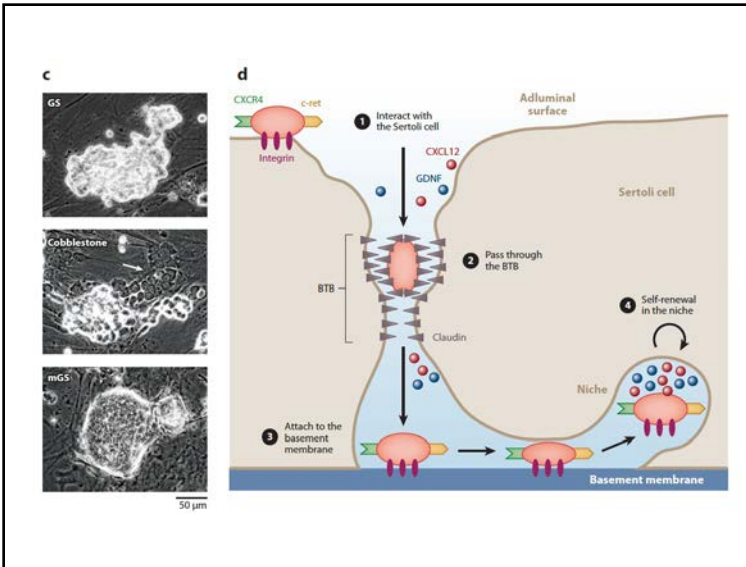 c
GS
Cobblestone
mGS
50 μm
d
CXCR4
c-ret
Integrin
1 Interact with
the Sertoli cell
Adluminal
surface
CXCL12
GDNF
Sertoli cell
BTB
2 Pass through
the BTB
Claudin
4 Self-renewal
in the niche
Niche
3 Attach to the
basement
membrane
Basement membrane